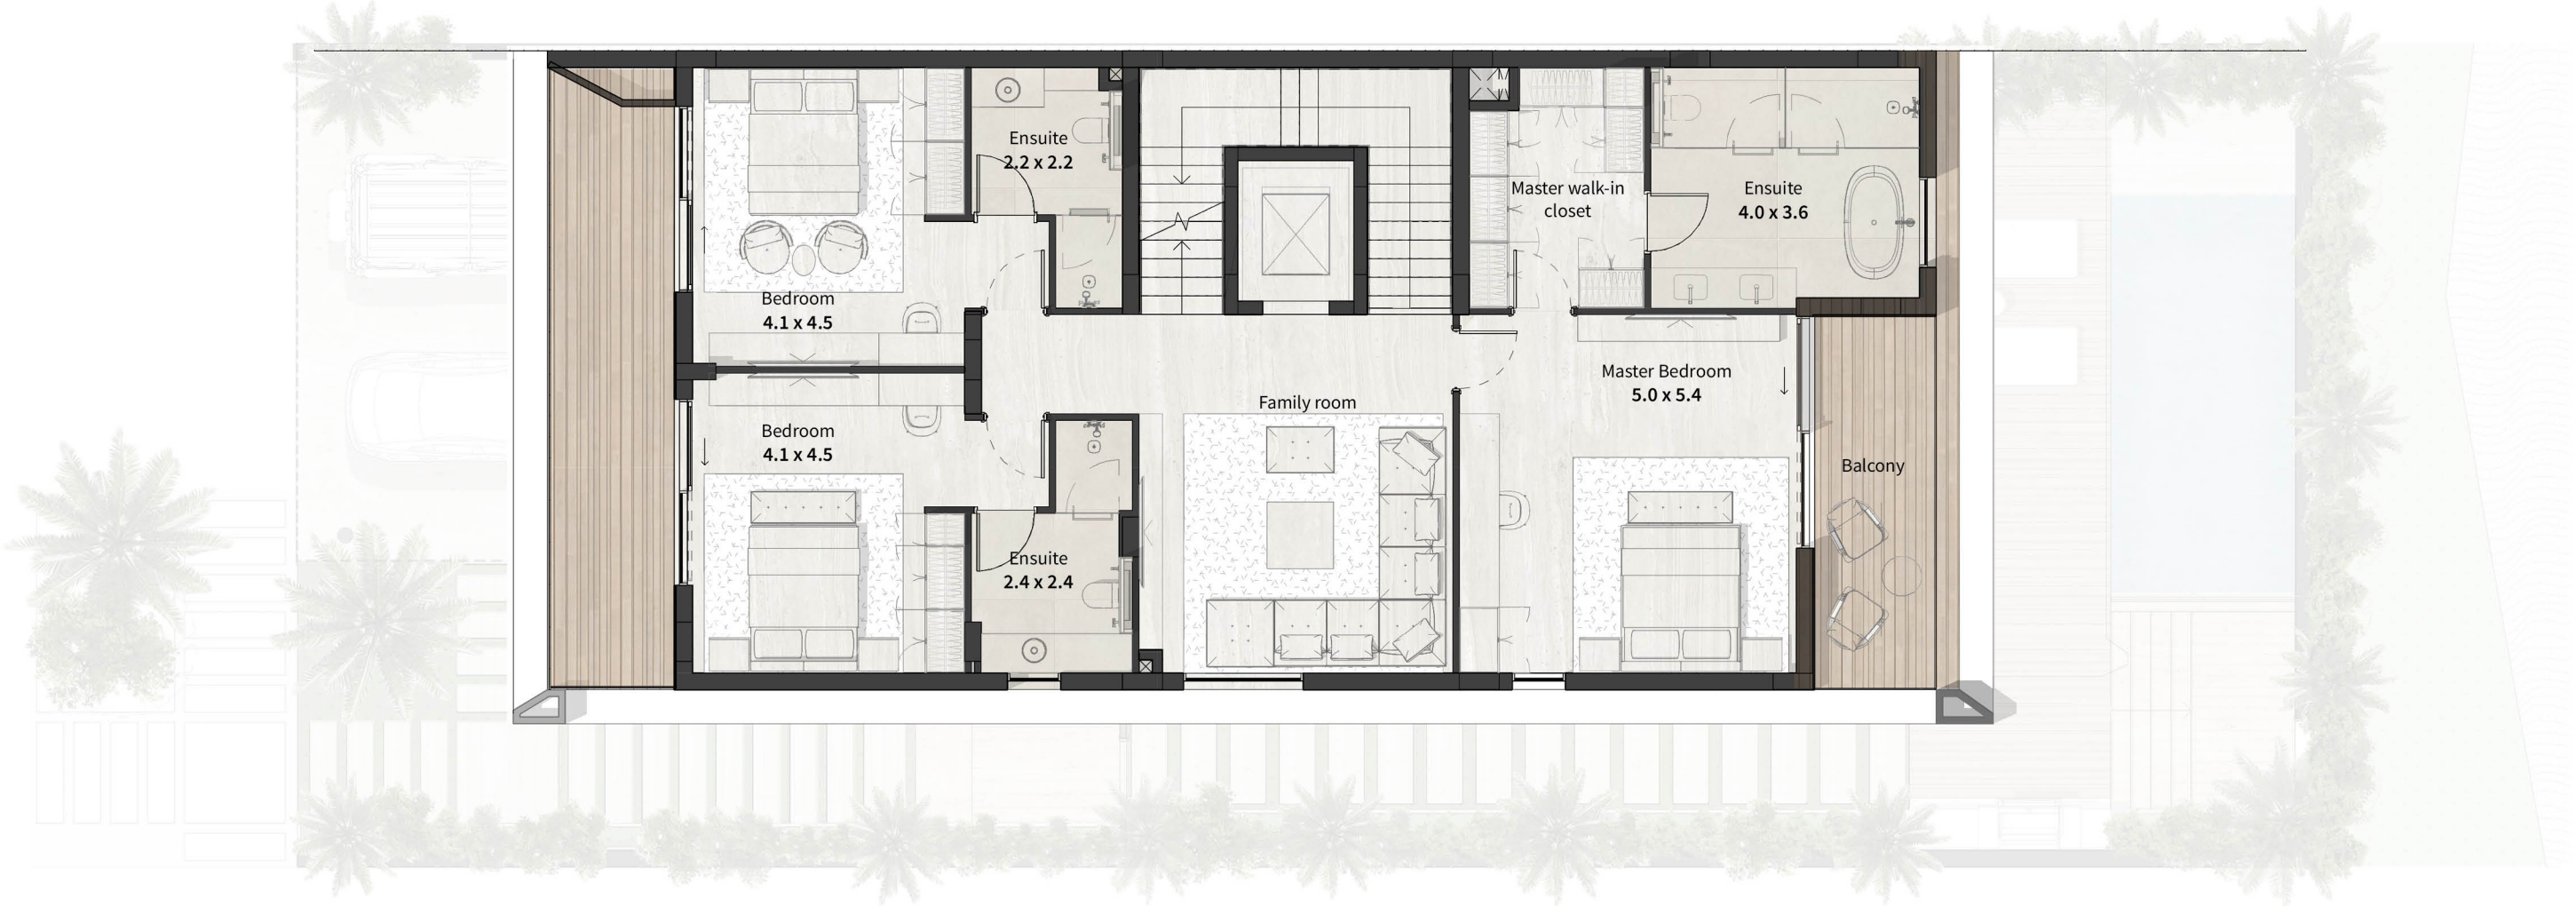 Ensuite
2.2 x 2.2
Master walk-in
closet
Ensuite
4.0 x 3.6
Bedroom
4.1 x 4.5
Bedroom
4.1 x 4.5
Family room
Master Bedroom
5.0 x 5.4
Balcony
Ensuite
2.4 x 2.4